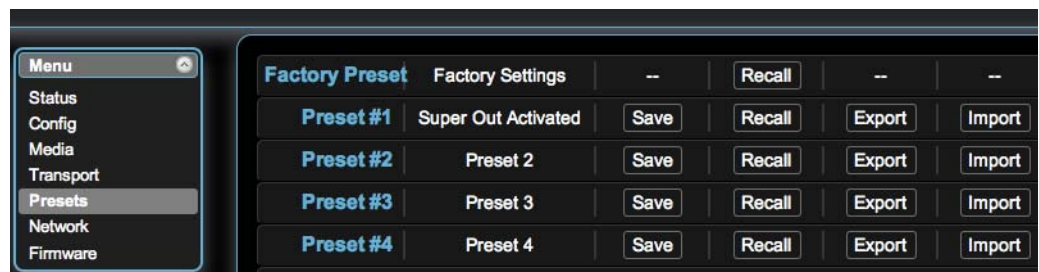 Menu
Status
Config
Media
Transport
Presets
Network
Firmware
Factory Preset Factory Settings -- Recall -- --
Preset #1 Super Out Activated Save Recall Export Import
Preset #2 Preset 2 Save Recall Export Import
Preset #3 Preset 3 Save Recall Export Import
Preset #4 Preset 4 Save Recall Export Import